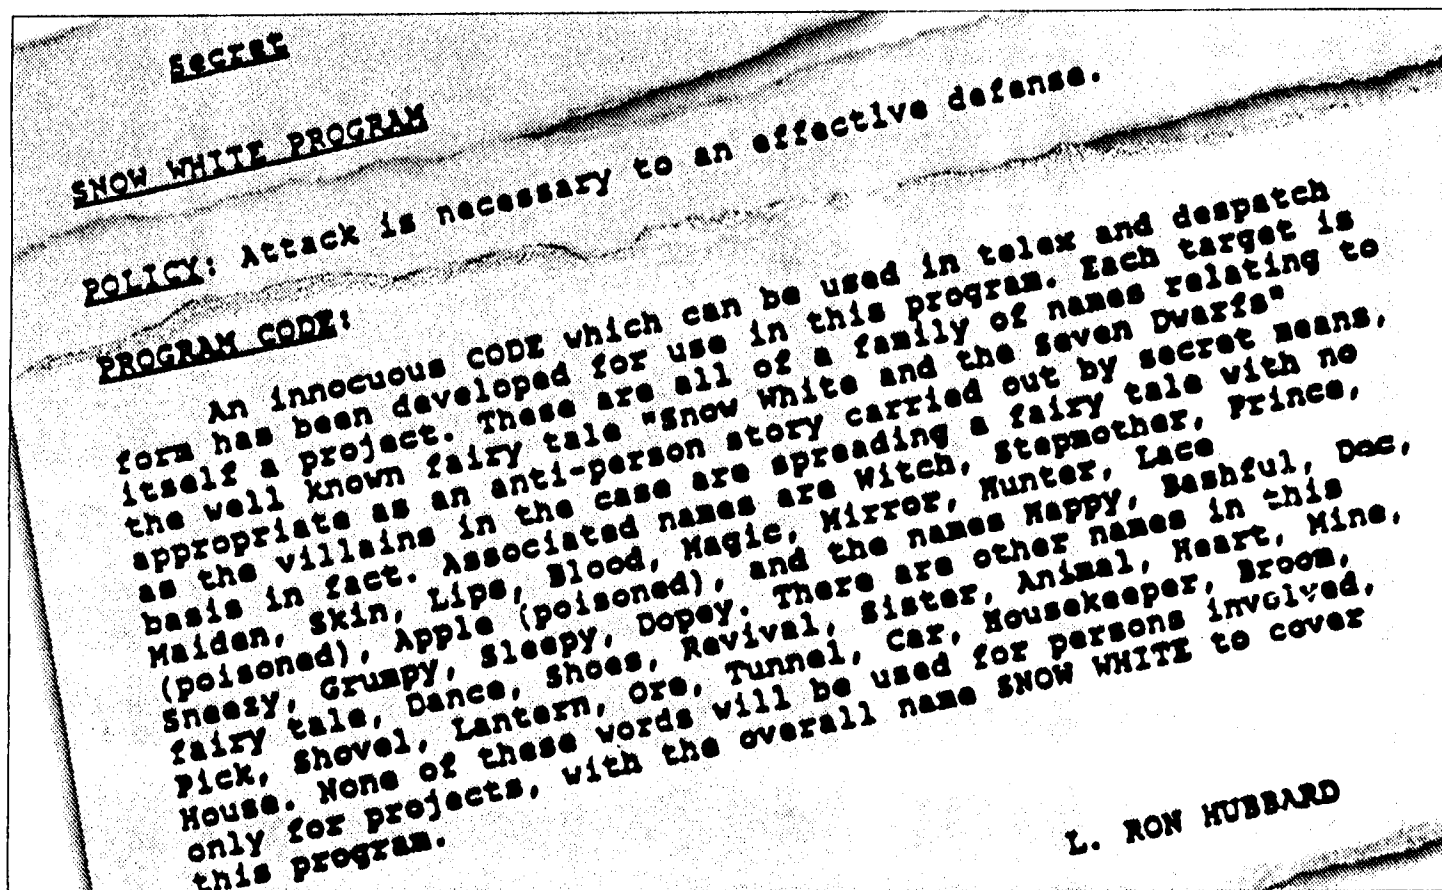 Secret
SNOW WHITE PROGRAM
POLICY: Attack is necessary to an effective defense.
PROGRAM CODE:
An innocuous CODE which can be used in telex and despatch
form has been developed for use in this program. Each target is
itself a project. These are all of a family of names relating to
the well known fairy tale "Snow White and the Seven Dwarfs"
appropriate as an anti-person story carried out by secret means,
as the villains in the case are spreading a fairy tale with no
basis in fact. Associated names are Witch, Stepmother, Prince,
Maiden, Skin, Lips, Blood, Magic, Mirror, Hunter, Lace
(poisoned), Apple (poisoned), and the names Happy, Bashful, Doc,
Sneezy, Grumpy, Sleepy, Dopey. There are other names in this
fairy tale, Dance, Shoes, Revival, Sister, Animal, Heart, Mine,
Pick, Shovel, Lantern, Ore, Tunnel, Car, Housekeeper, Broom,
House. None of these words will be used for persons involved,
only for projects, with the overall name SNOW WHITE to cover
this program.
L. RON HUBBARD